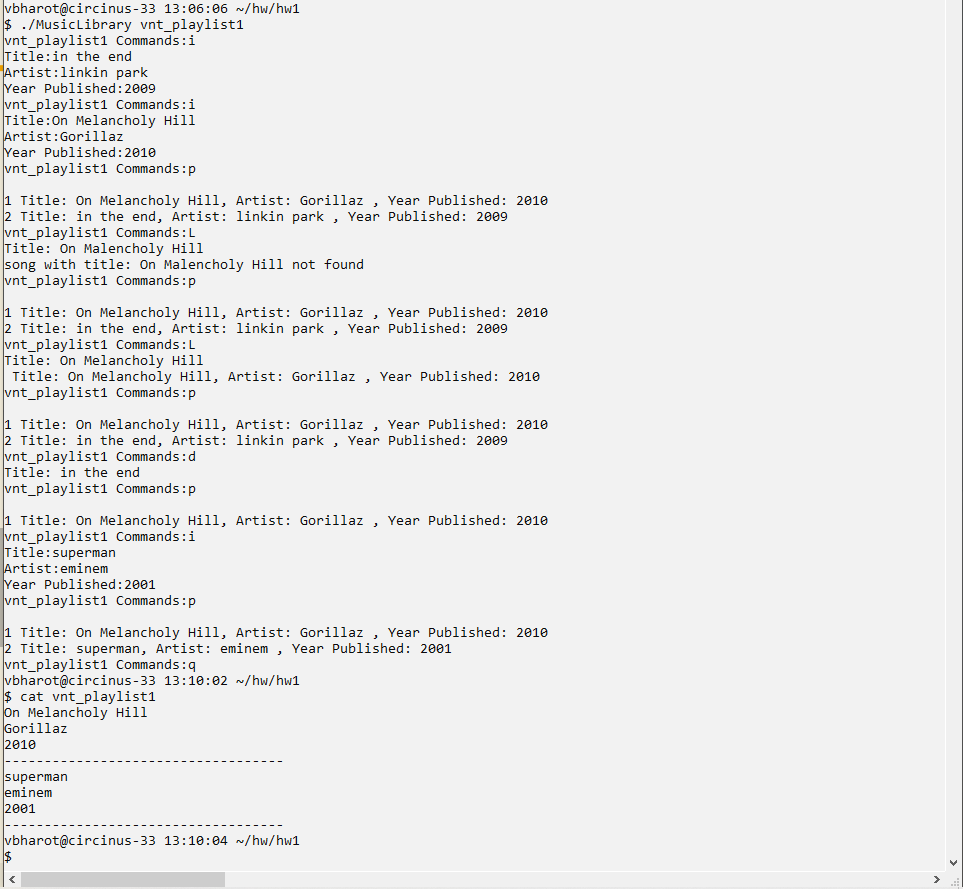 vbharot@circinus-33 13:06:06 ~/hw/hw1
$ ./MusicLibrary vnt_playlist1
vnt_playlist1 Commands:i
Title:in the end
Artist:linkin park
Year Published:2009
vnt_playlist1 Commands:i
Title:On Melancholy Hill
Artist:Gorillaz
Year Published:2010
vnt_playlist1 Commands:p

1 Title: On Melancholy Hill, Artist: Gorillaz , Year Published: 2010
2 Title: in the end, Artist: linkin park , Year Published: 2009
vnt_playlist1 Commands:L
Title: On Malencholy Hill
song with title: On Malencholy Hill not found
vnt_playlist1 Commands:p

1 Title: On Melancholy Hill, Artist: Gorillaz , Year Published: 2010
2 Title: in the end, Artist: linkin park , Year Published: 2009
vnt_playlist1 Commands:L
Title: On Melancholy Hill
 Title: On Melancholy Hill, Artist: Gorillaz , Year Published: 2010
vnt_playlist1 Commands:p

1 Title: On Melancholy Hill, Artist: Gorillaz , Year Published: 2010
2 Title: in the end, Artist: linkin park , Year Published: 2009
vnt_playlist1 Commands:d
Title: in the end
vnt_playlist1 Commands:p

1 Title: On Melancholy Hill, Artist: Gorillaz , Year Published: 2010
vnt_playlist1 Commands:i
Title:superman
Artist:eminem
Year Published:2001
vnt_playlist1 Commands:p

1 Title: On Melancholy Hill, Artist: Gorillaz , Year Published: 2010
2 Title: superman, Artist: eminem , Year Published: 2001
vnt_playlist1 Commands:q
vbharot@circinus-33 13:10:02 ~/hw/hw1
$ cat vnt_playlist1
On Melancholy Hill
Gorillaz
2010
-----------------------------------
superman
eminem
2001
-----------------------------------
vbharot@circinus-33 13:10:04 ~/hw/hw1
$